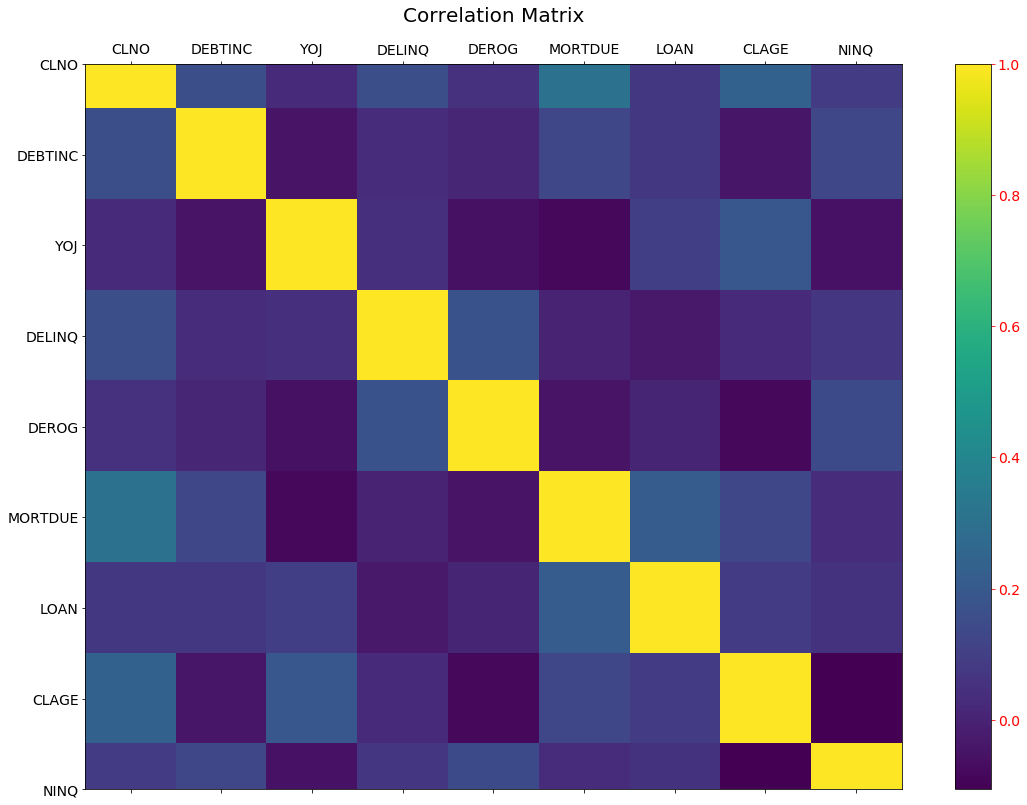 Correlation Matrix
CLNO DEBTINC YOJ DELINQ DEROG MORTDUE LOAN CLAGE NINQ
CLNO
DEBTINC
YOJ
DELINQ
DEROG
MORTDUE
LOAN
CLAGE
NINQ
1.0
0.8
0.6
0.4
0.2
0.0